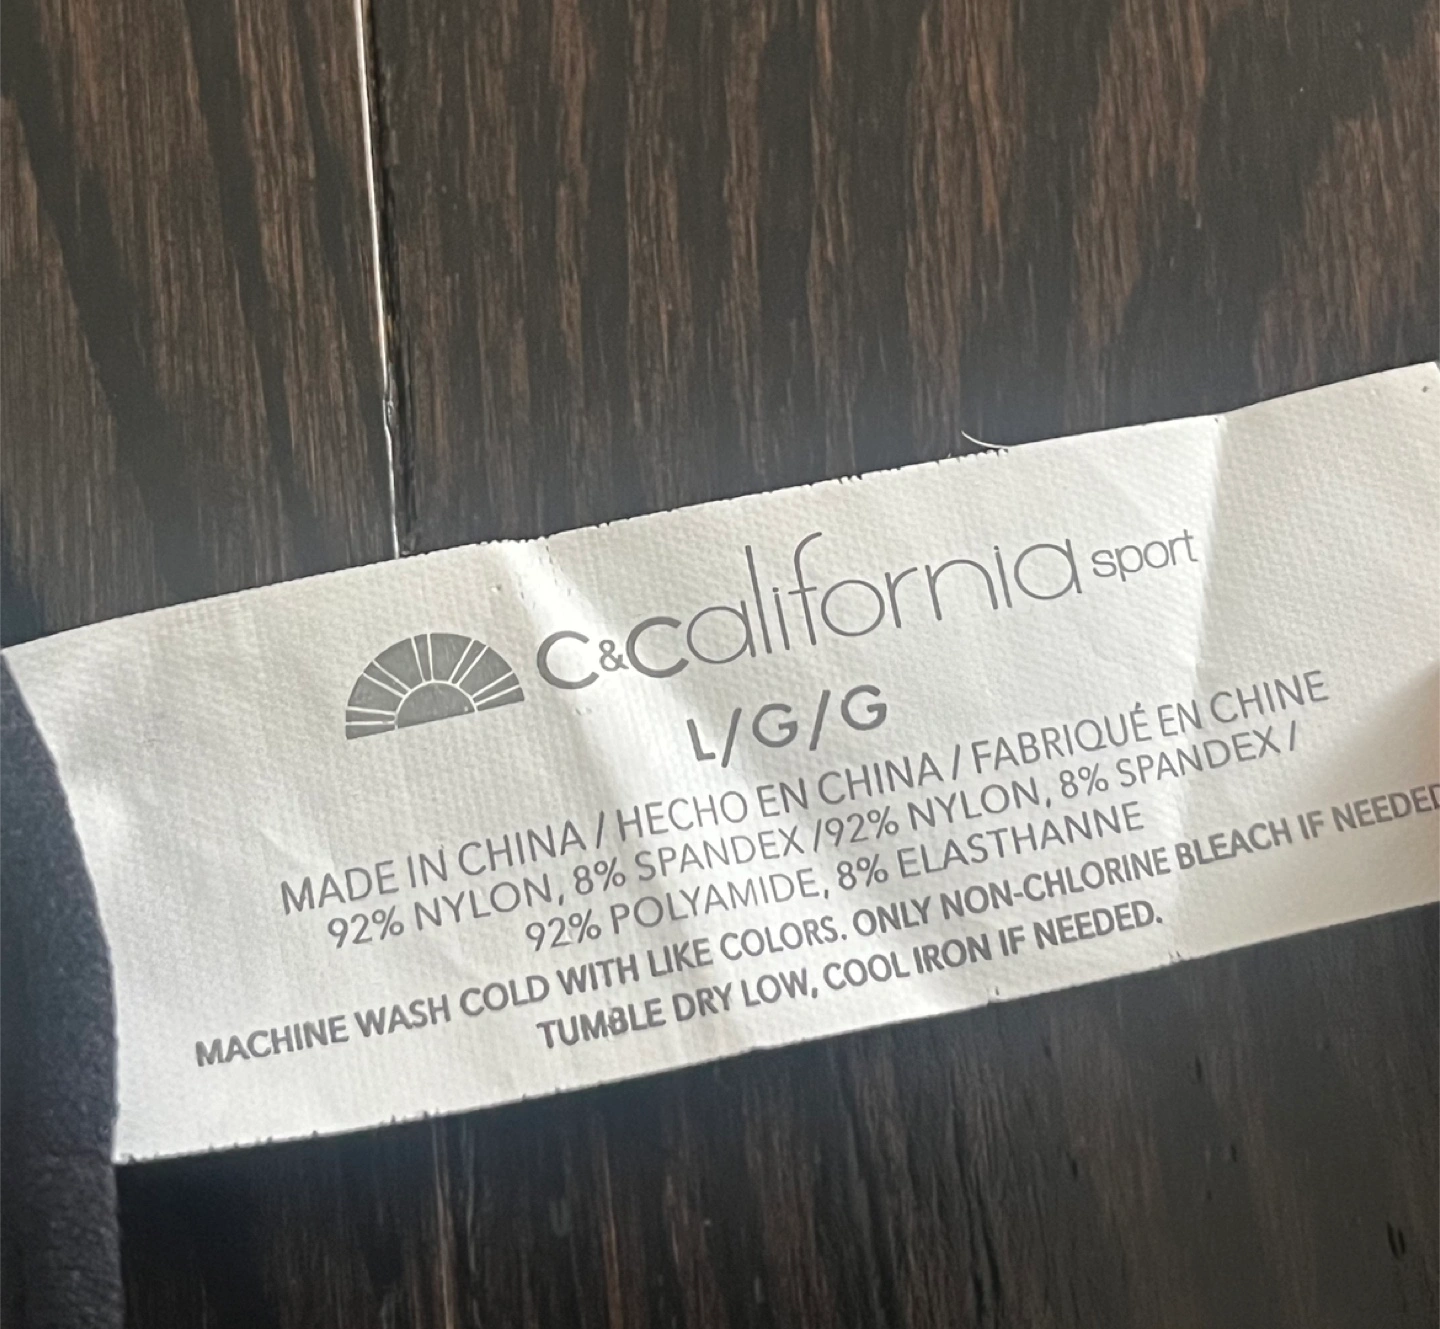 C&California sport
L/G/G
MADE IN CHINA / HECHO EN CHINA / FABRIQUÉ EN CHINE
92% NYLON, 8% SPANDEX /92% NYLON, 8% SPANDEX /
92% POLYAMIDE, 8% ELASTHANNE
MACHINE WASH COLD WITH LIKE COLORS. ONLY NON-CHLORINE BLEACH IF NEEDED
TUMBLE DRY LOW, COOL IRON IF NEEDED.